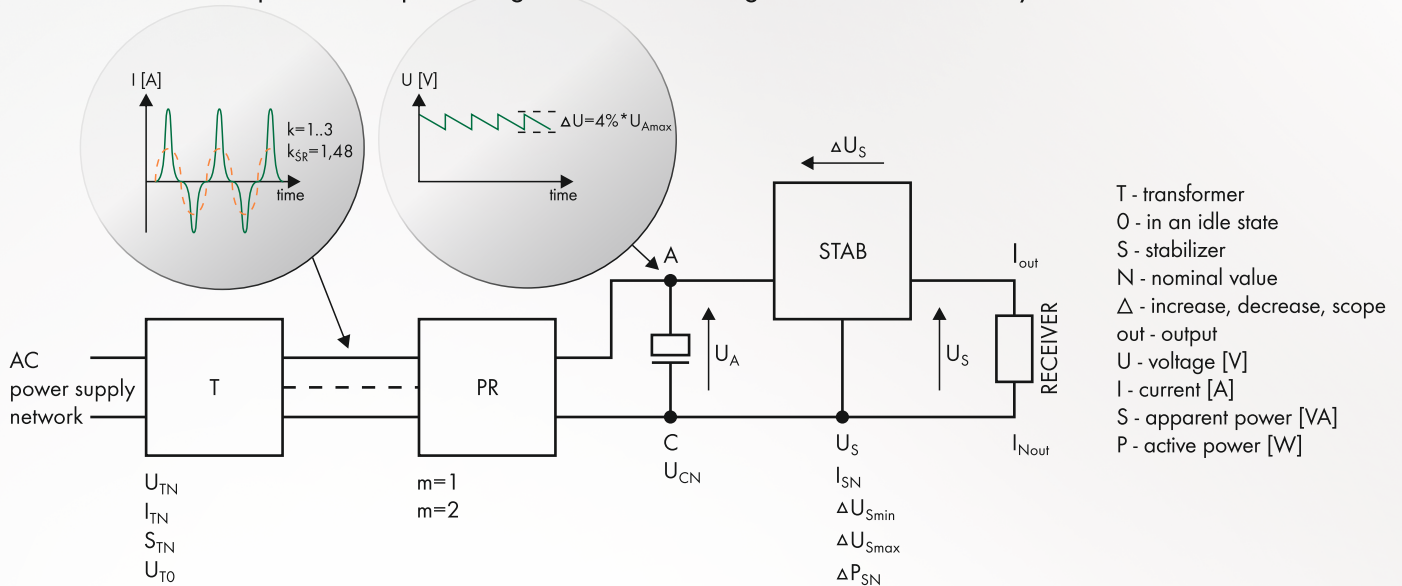 I [A]
k=1..3
kŚR=1,48
time
U [V]
ΔU=4%*UAmax
time
ΔUS
STAB
A
Iout
UA
US
RECEIVER
AC
power supply
network
T
PR
C
UCN
US
INout
ISN
ΔUSmin
ΔUSmax
ΔPSN
UTN
ITN
STN
UT0
m=1
m=2
T - transformer
0 - in an idle state
S - stabilizer
N - nominal value
Δ - increase, decrease, scope
out - output
U - voltage [V]
I - current [A]
S - apparent power [VA]
P - active power [W]